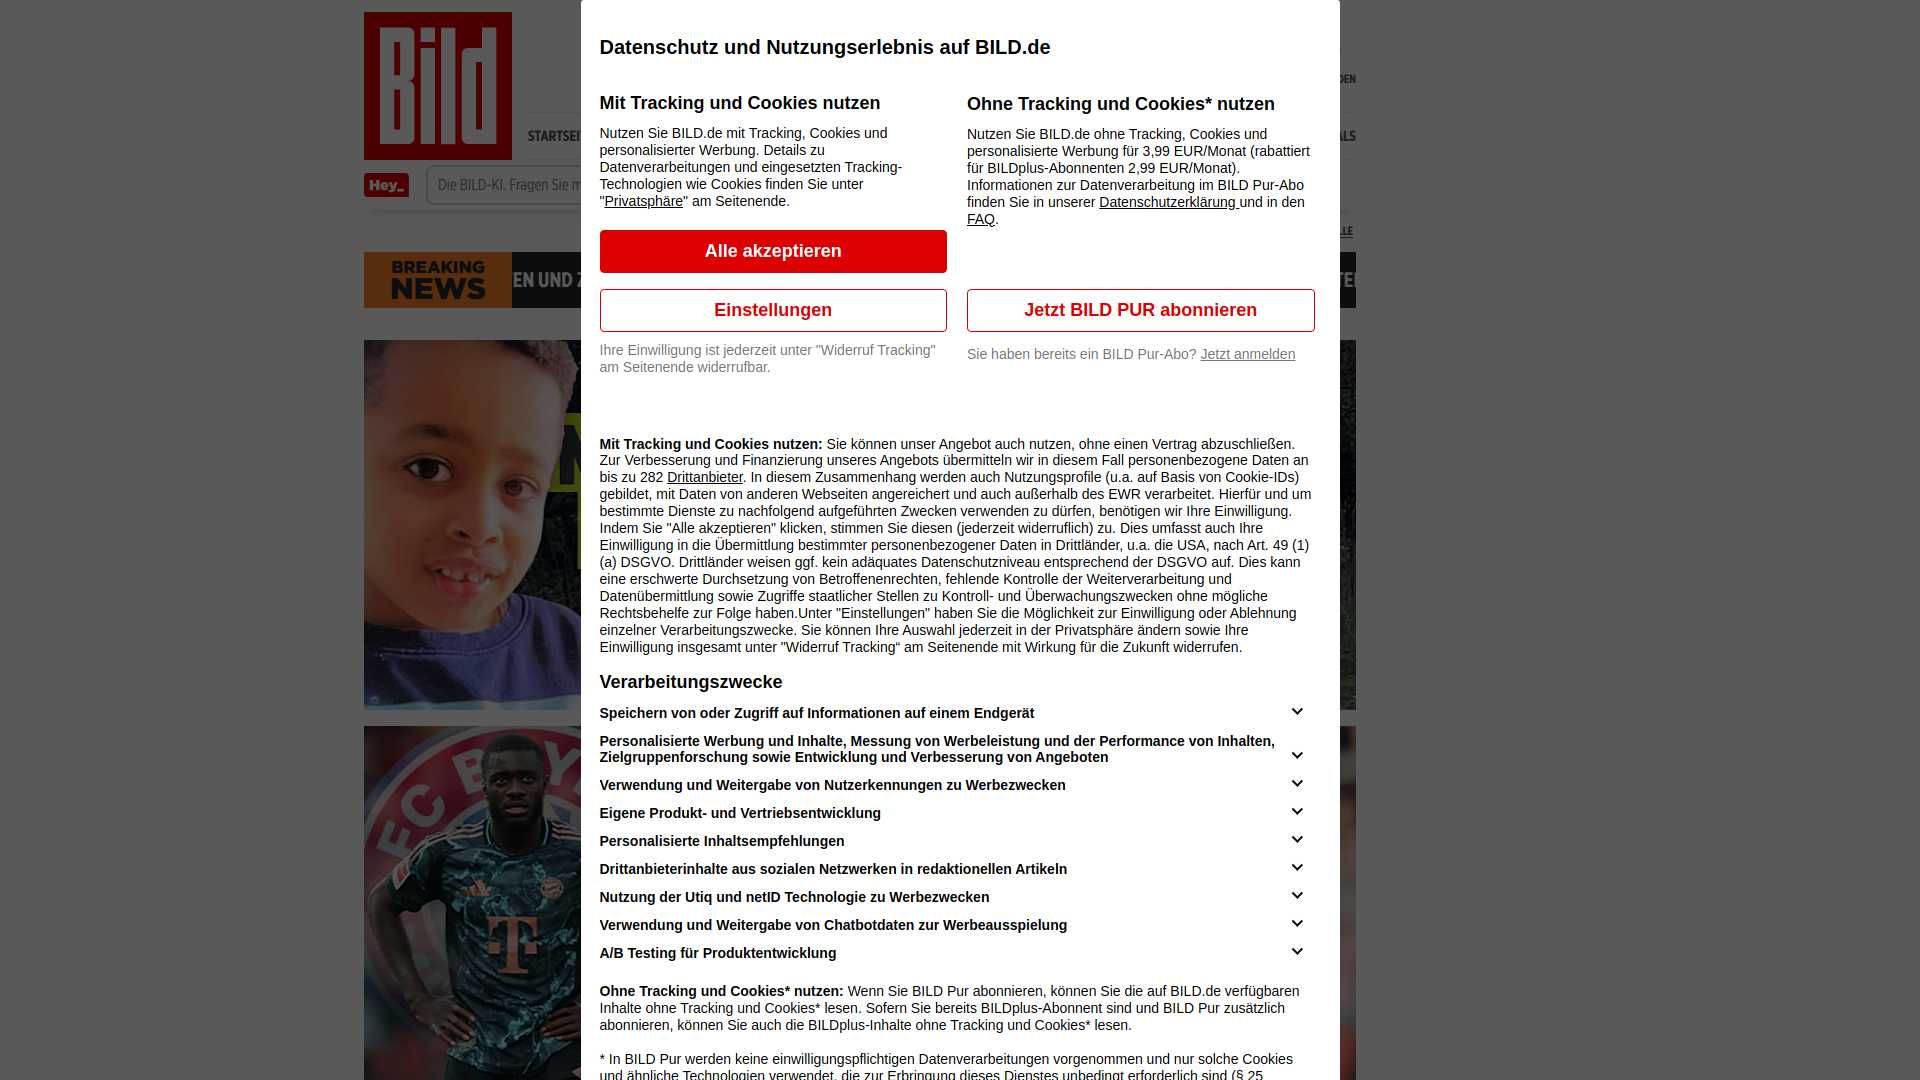 Bild
Datenschutz und Nutzungserlebnis auf BILD.de
Mit Tracking und Cookies nutzen
Nutzen Sie BILD.de mit Tracking, Cookies und
personalisierter Werbung. Details zu
Datenverarbeitungen und eingesetzten Tracking-
Technologien wie Cookies finden Sie unter
"Privatsphäre" am Seitenende.
Alle akzeptieren
Einstellungen
Ihre Einwilligung ist jederzeit unter "Widerruf Tracking"
am Seitenende widerrufbar.
Ohne Tracking und Cookies* nutzen
Nutzen Sie BILD.de ohne Tracking, Cookies und
personalisierte Werbung für 3,99 EUR/Monat (rabattiert
für BILDplus-Abonnenten 2,99 EUR/Monat).
Informationen zur Datenverarbeitung im BILD Pur-Abo
finden Sie in unserer Datenschutzerklärung und in den
FAQ.
Jetzt BILD PUR abonnieren
Sie haben bereits ein BILD Pur-Abo? Jetzt anmelden
Mit Tracking und Cookies nutzen: Sie können unser Angebot auch nutzen, ohne einen Vertrag abzuschließen.
Zur Verbesserung und Finanzierung unseres Angebots übermitteln wir in diesem Fall personenbezogene Daten an
bis zu 282 Drittanbieter. In diesem Zusammenhang werden auch Nutzungsprofile (u.a. auf Basis von Cookie-IDs)
gebildet, mit Daten von anderen Webseiten angereichert und auch außerhalb des EWR verarbeitet. Hierfür und um
bestimmte Dienste zu nachfolgend aufgeführten Zwecken verwenden zu dürfen, benötigen wir Ihre Einwilligung.
Indem Sie "Alle akzeptieren" klicken, stimmen Sie diesen (jederzeit widerruflich) zu. Dies umfasst auch Ihre
Einwilligung in die Übermittlung bestimmter personenbezogener Daten in Drittländer, u.a. die USA, nach Art. 49 (1)
(a) DSGVO. Drittländer weisen ggf. kein adäquates Datenschutzniveau entsprechend der DSGVO auf. Dies kann
eine erschwerte Durchsetzung von Betroffenenrechten, fehlende Kontrolle der Weiterverarbeitung und
Datenübermittlung sowie Zugriffe staatlicher Stellen zu Kontroll- und Überwachungszwecken ohne mögliche
Rechtsbehelfe zur Folge haben.Unter "Einstellungen" haben Sie die Möglichkeit zur Einwilligung oder Ablehnung
einzelner Verarbeitungszwecke. Sie können Ihre Auswahl jederzeit in der Privatsphäre ändern sowie Ihre
Einwilligung insgesamt unter "Widerruf Tracking“ am Seitenende mit Wirkung für die Zukunft widerrufen.
Verarbeitungszwecke
Speichern von oder Zugriff auf Informationen auf einem Endgerät
Personalisierte Werbung und Inhalte, Messung von Werbeleistung und der Performance von Inhalten,
Zielgruppenforschung sowie Entwicklung und Verbesserung von Angeboten
Verwendung und Weitergabe von Nutzerkennungen zu Werbezwecken
Eigene Produkt- und Vertriebsentwicklung
Personalisierte Inhaltsempfehlungen
Drittanbieterinhalte aus sozialen Netzwerken in redaktionellen Artikeln
Nutzung der Utiq und netID Technologie zu Werbezwecken
Verwendung und Weitergabe von Chatbotdaten zur Werbeausspielung
A/B Testing für Produktentwicklung
Ohne Tracking und Cookies* nutzen: Wenn Sie BILD Pur abonnieren, können Sie die auf BILD.de verfügbaren
Inhalte ohne Tracking und Cookies* lesen. Sofern Sie bereits BILDplus-Abonnent sind und BILD Pur zusätzlich
abonnieren, können Sie auch die BILDplus-Inhalte ohne Tracking und Cookies* lesen.
* In BILD Pur werden keine einwilligungspflichtigen Datenverarbeitungen vorgenommen und nur solche Cookies
und ähnliche Technologien verwendet, die zur Erbringung dieses Dienstes unbedingt erforderlich sind (§ 25
STARTSEI
Hey_
Die BILD-KI. Fragen Sie m
BREAKING
NEWS
EN UND
FC BAY
T